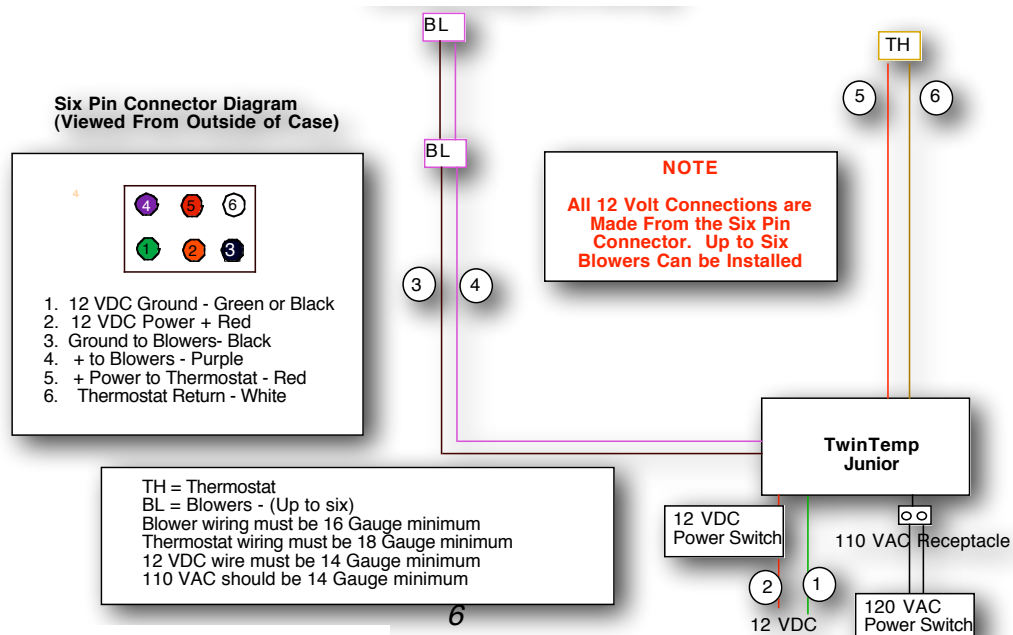 BL
TH
5
6
Six Pin Connector Diagram
(Viewed From Outside of Case)
BL
4
4
5
6
1
2
3
NOTE
All 12 Volt Connections are
Made From the Six Pin
Connector.  Up to Six
Blowers Can be Installed
3
4
1.  12 VDC Ground - Green or Black
2.  12 VDC Power + Red
3.  Ground to Blowers- Black
4.  + to Blowers - Purple
5.  + Power to Thermostat - Red
6.  Thermostat Return - White
TwinTemp
Junior
TH = Thermostat
BL = Blowers - (Up to six)
Blower wiring must be 16 Gauge minimum
Thermostat wiring must be 18 Gauge minimum
12 VDC wire must be 14 Gauge minimum
110 VAC should be 14 Gauge minimum
12 VDC
Power Switch
110 VAC Receptacle
2
1
12 VDC
120 VAC
Power Switch
6